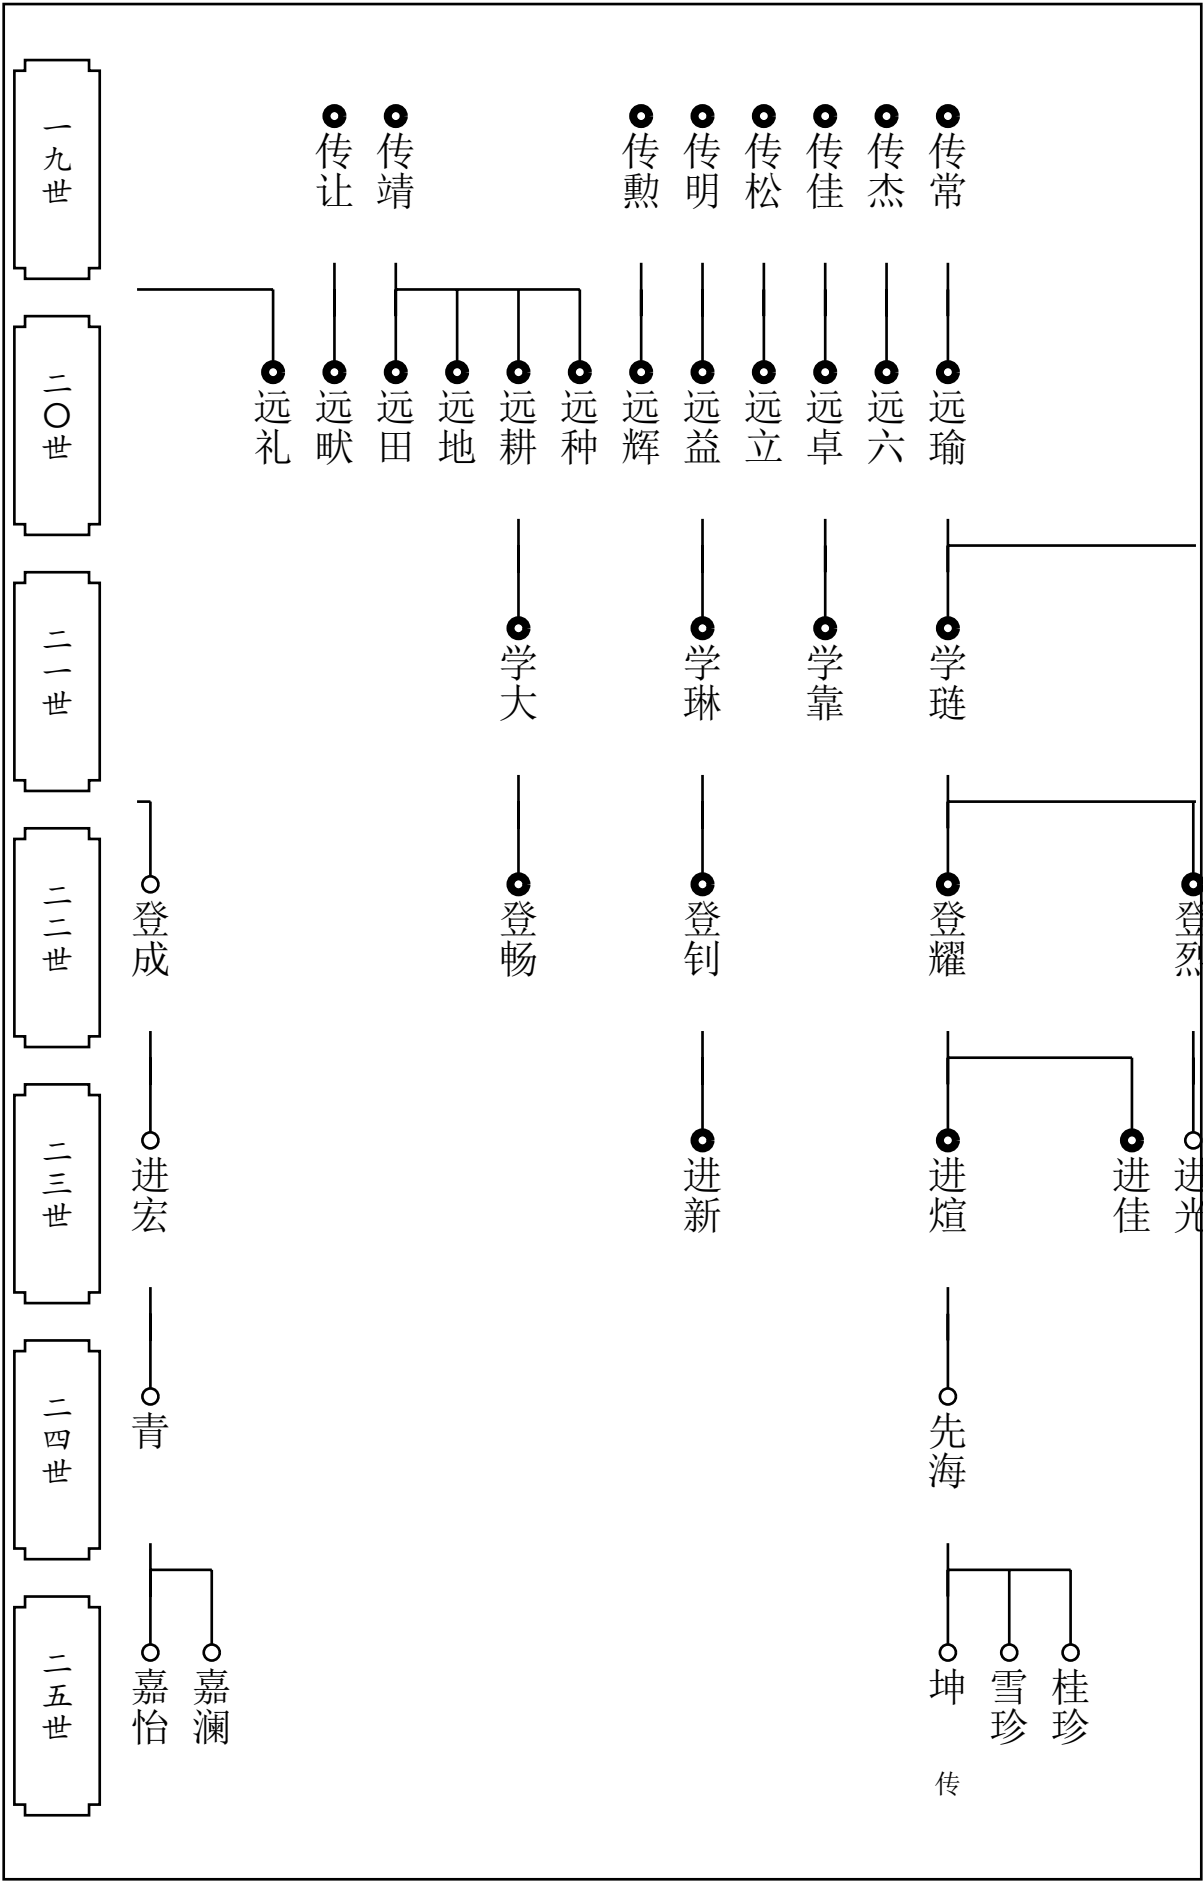 一九世
传让
传靖
传勲
传明
传松
传佳
传杰
传常
二〇世
远礼
远畎
远田
远地
远耕
远种
远辉
远益
远立
远卓
远六
远瑜
二一世
学大
学琳
学靠
学琏
二二世
登成
登畅
登钊
登耀
登烈
二三世
进宏
进新
进煊
进佳
进光
二四世
青
先海
二五世
嘉怡
嘉澜
坤
雪珍
桂珍
传